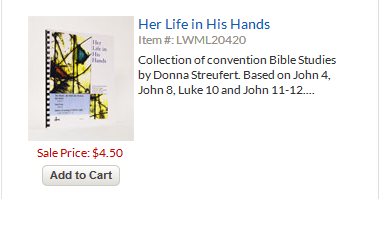 Her Life in His Hands
Item #: LWML20420
Collection of convention Bible Studies
by Donna Streufert. Based on John 4,
John 8, Luke 10 and John 11-12....
Her
Life in
His
Hands
Sale Price: $4.50
Add to Cart